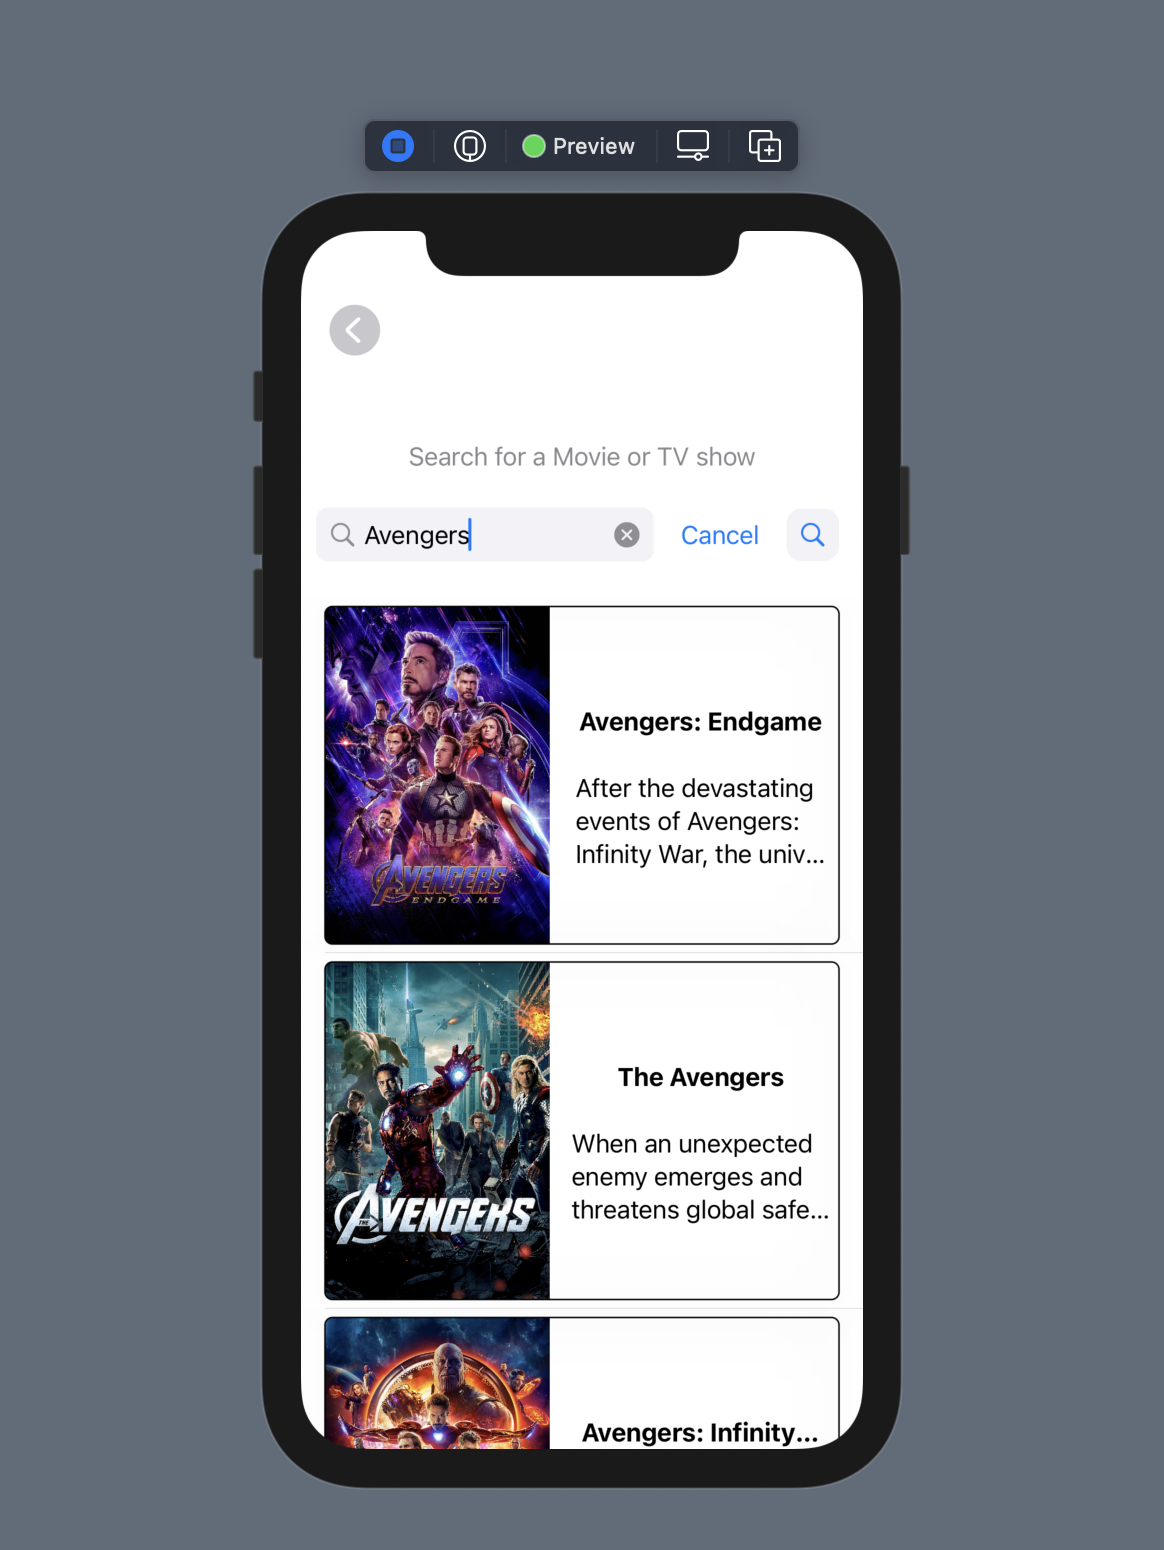 Preview
Search for a Movie or TV show
Avengers
Cancel
AVENGERS
ENDGAME
Avengers: Endgame
After the devastating
events of Avengers:
Infinity War, the univ...
THE AVENGERS
The Avengers
When an unexpected
enemy emerges and
threatens global safe...
Avengers: Infinity...